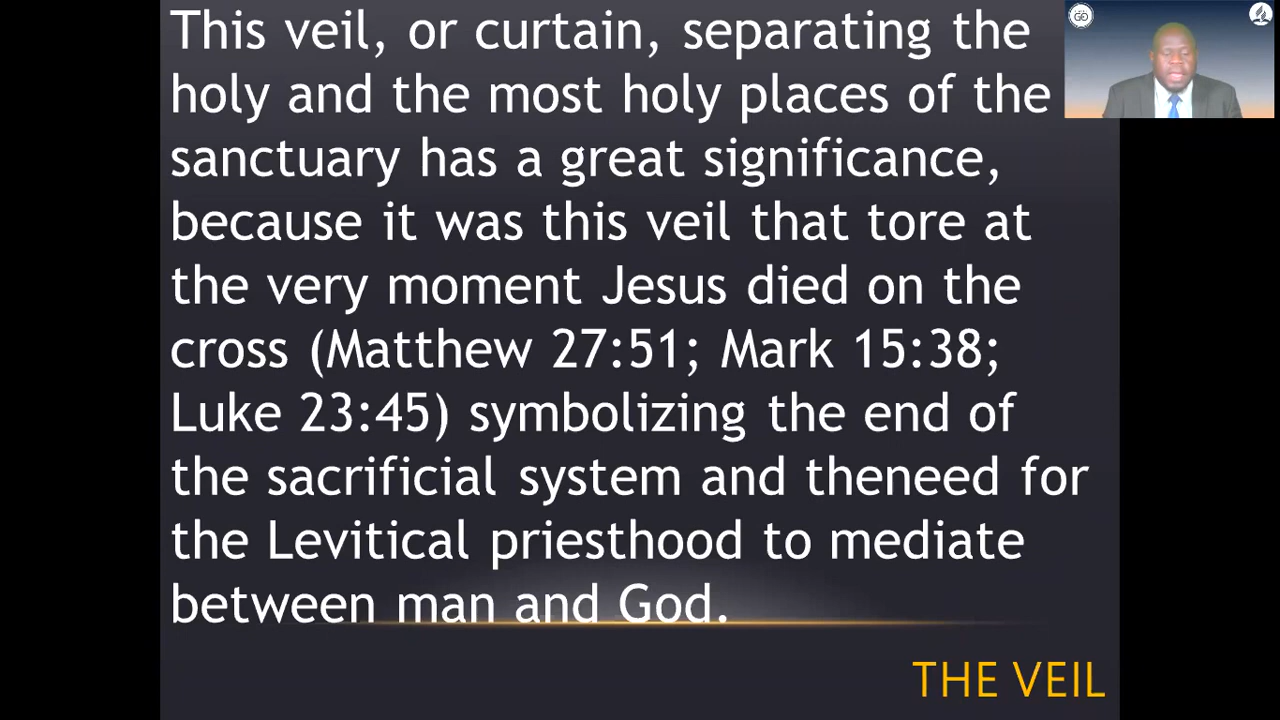 This veil, or curtain, separating the
holy and the most holy places of the
sanctuary has a great significance,
because it was this veil that tore at
the very moment Jesus died on the
cross (Matthew 27:51; Mark 15:38;
Luke 23:45) symbolizing the end of
the sacrificial system and theneed for
the Levitical priesthood to mediate
between man and God.
THE VEIL